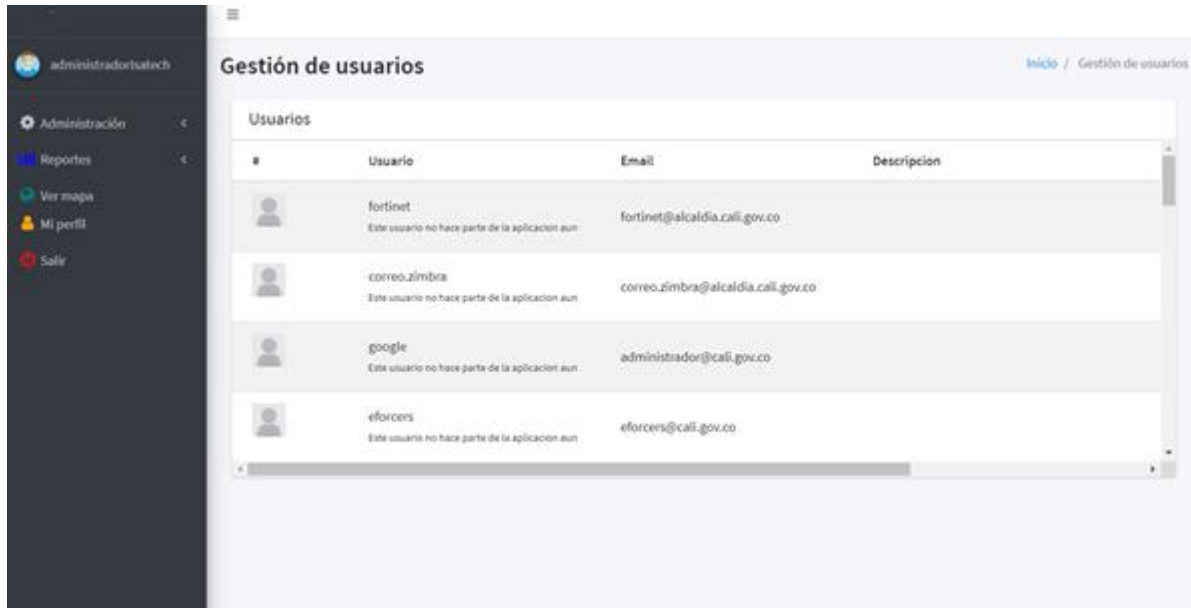 administradorIsatech
Gestión de usuarios
Inicio / Gestión de usuarios
Administración
Reportes
Ver mapa
Mi perfil
Salir
Usuarios
# Usuario Email Descripcion
fortinet
Este usuario no hace parte de la aplicacion aun
fortinet@alcaldia.cali.gov.co
correo.zimbra
Este usuario no hace parte de la aplicacion aun
correo.zimbra@alcaldia.cali.gov.co
google
Este usuario no hace parte de la aplicacion aun
administrador@cali.gov.co
eforcers
Este usuario no hace parte de la aplicacion aun
eforcers@cali.gov.co